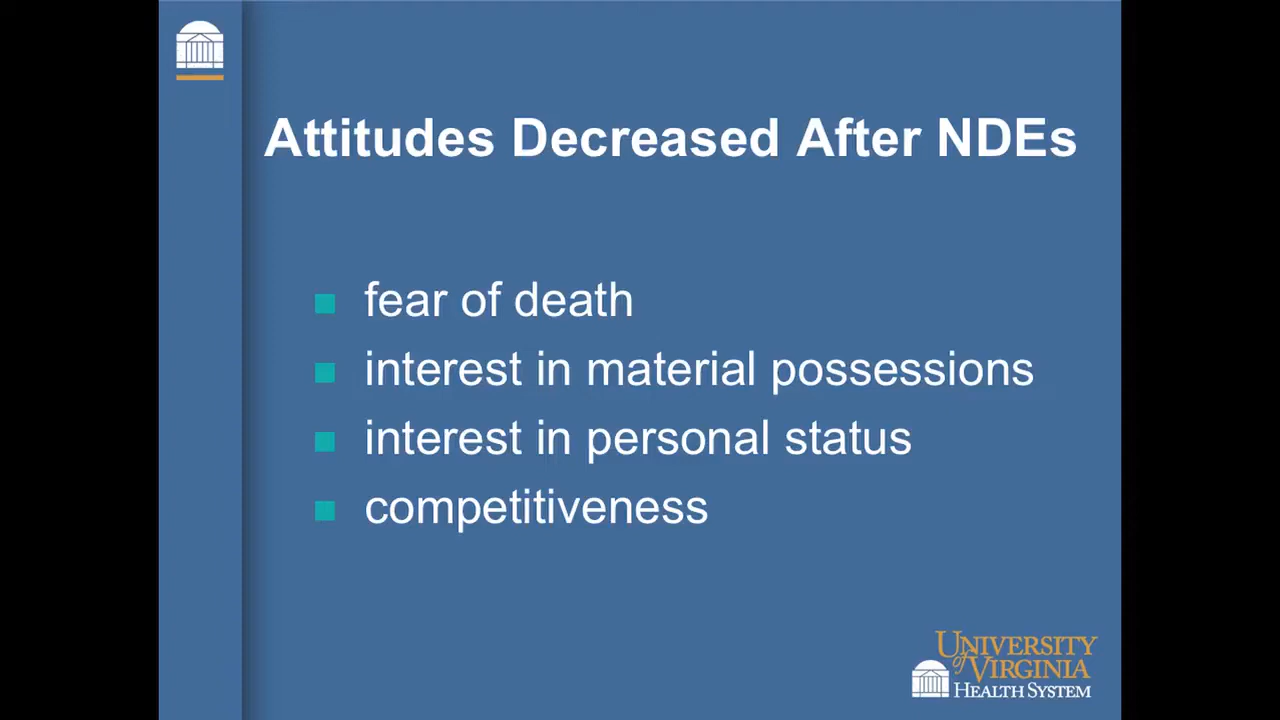 Attitudes Decreased After NDEs
fear of death
interest in material possessions
interest in personal status
competitiveness
UNIVERSITY
of VIRGINIA
HEALTH SYSTEM